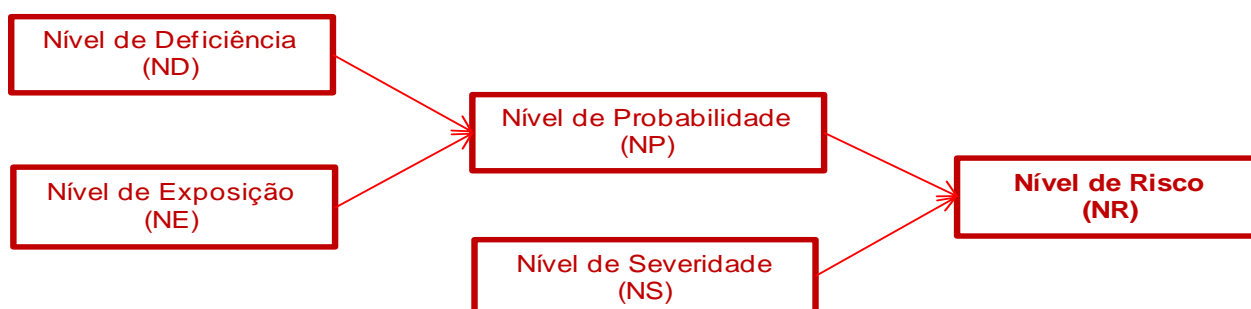 Nível de Deficiência
(ND)
Nível de Exposição
(NE)
Nível de Probabilidade
(NP)
Nível de Severidade
(NS)
Nível de Risco
(NR)